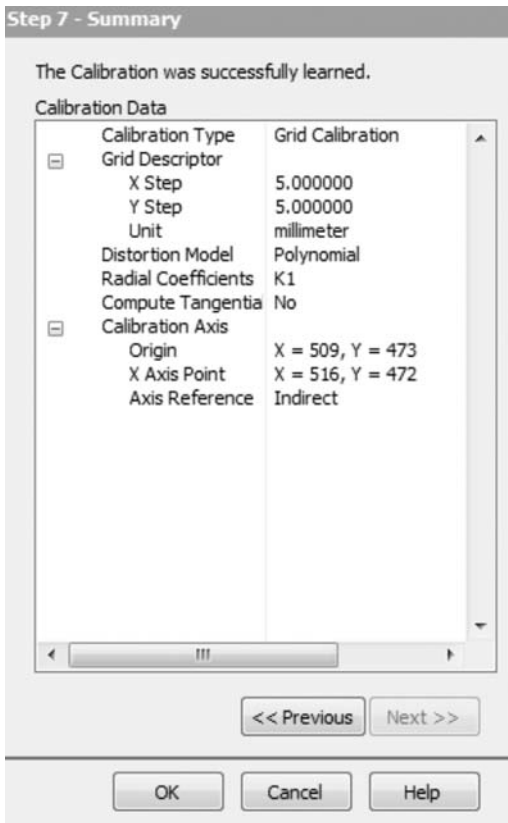 Step 7 - Summary
The Calibration was successfully learned.
Calibration Data
Calibration Type Grid Calibration
Grid Descriptor
X Step 5.000000
Y Step 5.000000
Unit millimeter
Distortion Model Polynomial
Radial Coefficients K1
Compute Tangentia No
Calibration Axis
Origin X = 509, Y = 473
X Axis Point X = 516, Y = 472
Axis Reference Indirect
<< Previous Next >>
OK Cancel Help